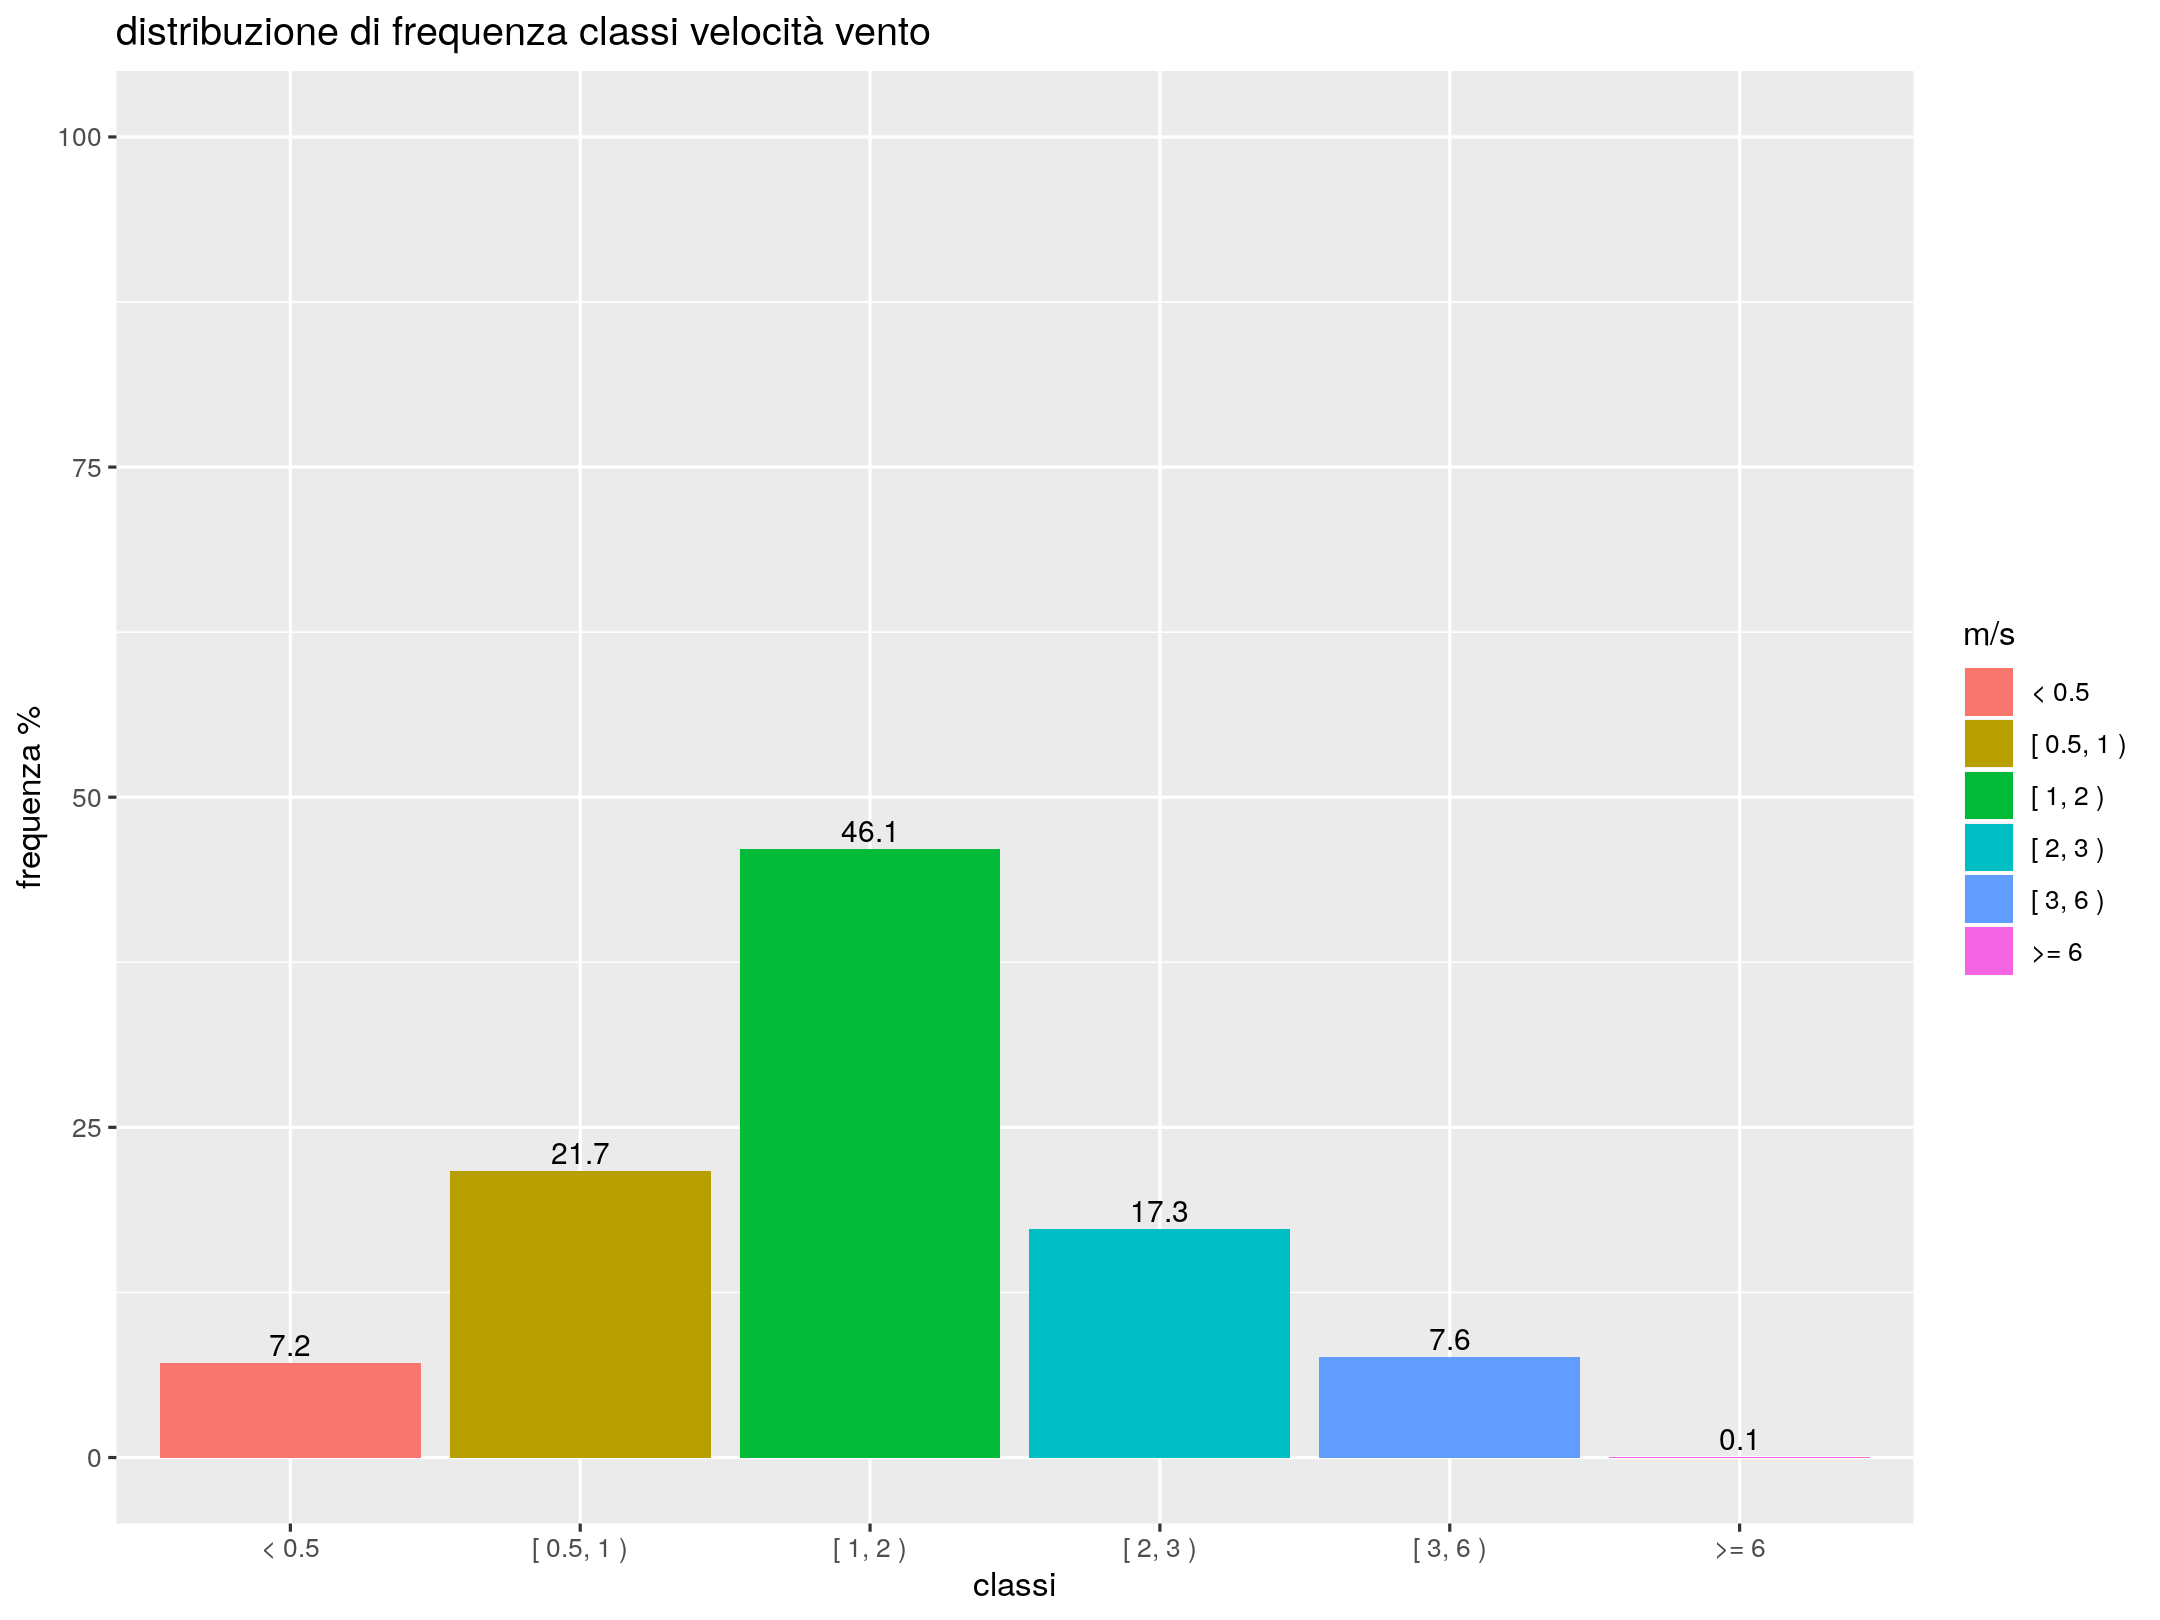 distribuzione di frequenza classi velocità vento
100
75
50
25
0
frequenza %
46.1
21.7
17.3
7.2
7.6
0.1
< 0.5
[ 0.5, 1 )
[ 1, 2 )
[ 2, 3 )
[ 3, 6 )
>= 6
classi
m/s
< 0.5
[ 0.5, 1 )
[ 1, 2 )
[ 2, 3 )
[ 3, 6 )
>= 6